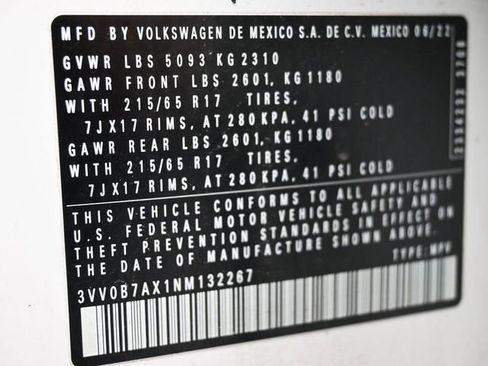 MFD BY VOLKSWAGEN DE MEXICO S.A. DE C.V. MEXICO 06/22
GVWR LBS 5093 KG 2310
GAWR FRONT LBS 2601, KG 1180
WITH 215/65 R17 TIRES,
7JX17 RIMS, AT 280 KPA, 41 PSI COLD
GAWR REAR LBS 2601, KG 1180
WITH 215/65 R17 TIRES,
7JX17 RIMS, AT 280 KPA, 41 PSI COLD
THIS VEHICLE CONFORMS TO ALL APPLICABLE
U.S. FEDERAL MOTOR VEHICLE SAFETY AND
THEFT PREVENTION STANDARDS IN EFFECT ON
THE DATE OF MANUFACTURE SHOWN ABOVE.
TYPE: MPV
3VV0B7AX1NM132267